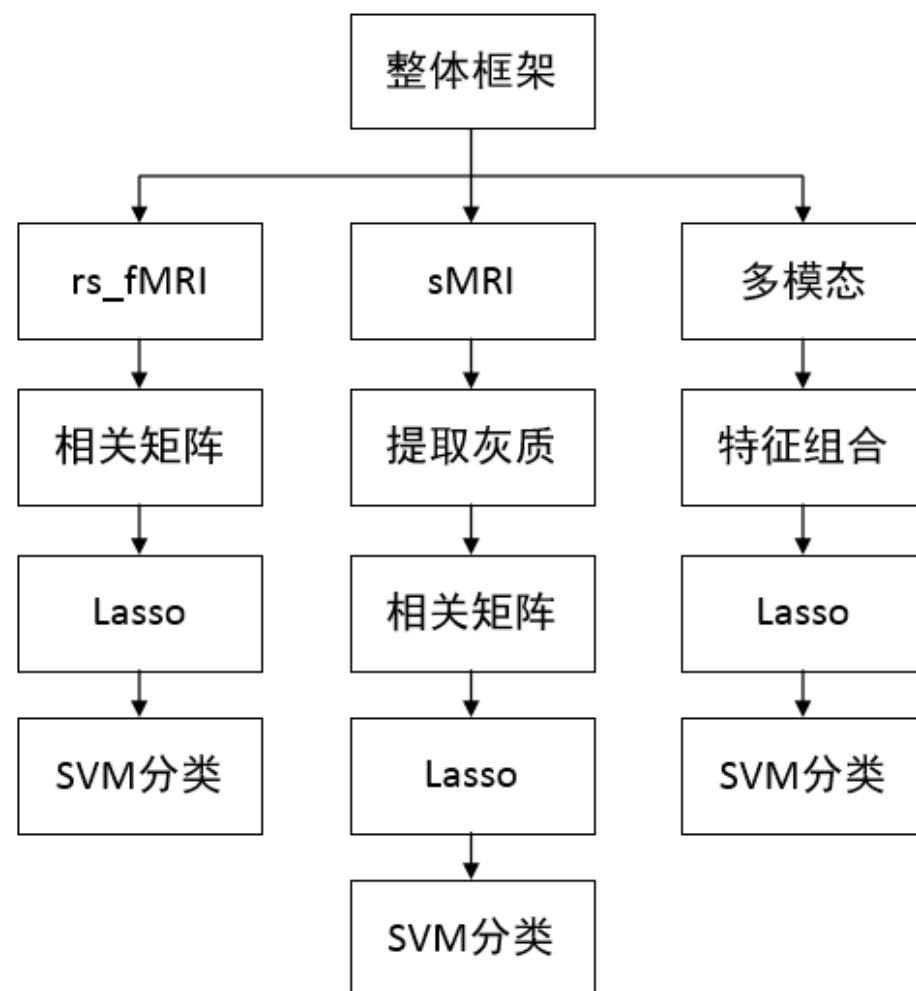 整体框架
rs_fMRI
sMRI
多模态
相关矩阵
提取灰质
特征组合
Lasso
相关矩阵
Lasso
SVM分类
Lasso
SVM分类
SVM分类